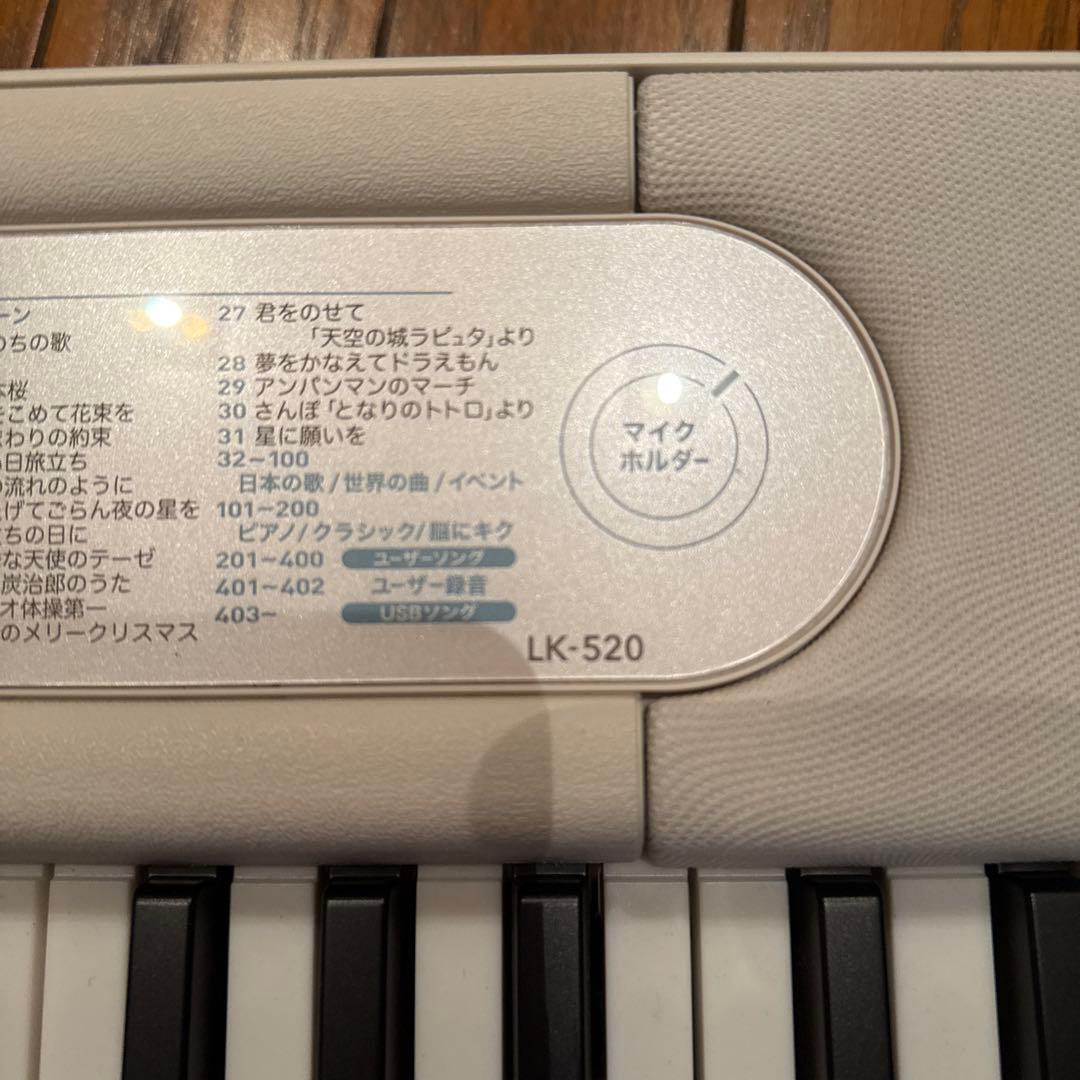 ーン
のちの歌
本桜
をこめて花束を
わりの約束
日旅立ち
の流れのように
げてごらん夜の星を
ちの日に
な天使のテーゼ
炭治郎のうた
オ体操第一
のメリークリスマス
27 君をのせて
「天空の城ラピュタ」より
28 夢をかなえてドラえもん
29 アンパンマンのマーチ
30 さんぽ「となりのトトロ」より
31 星に願いを
32～100
日本の歌/世界の曲/イベント
101～200
ピアノ/クラシック/脳にキク
201～400 ユーザーソング
401～402 ユーザー録音
403～ USBソング
マイク
ホルダー
LK-520